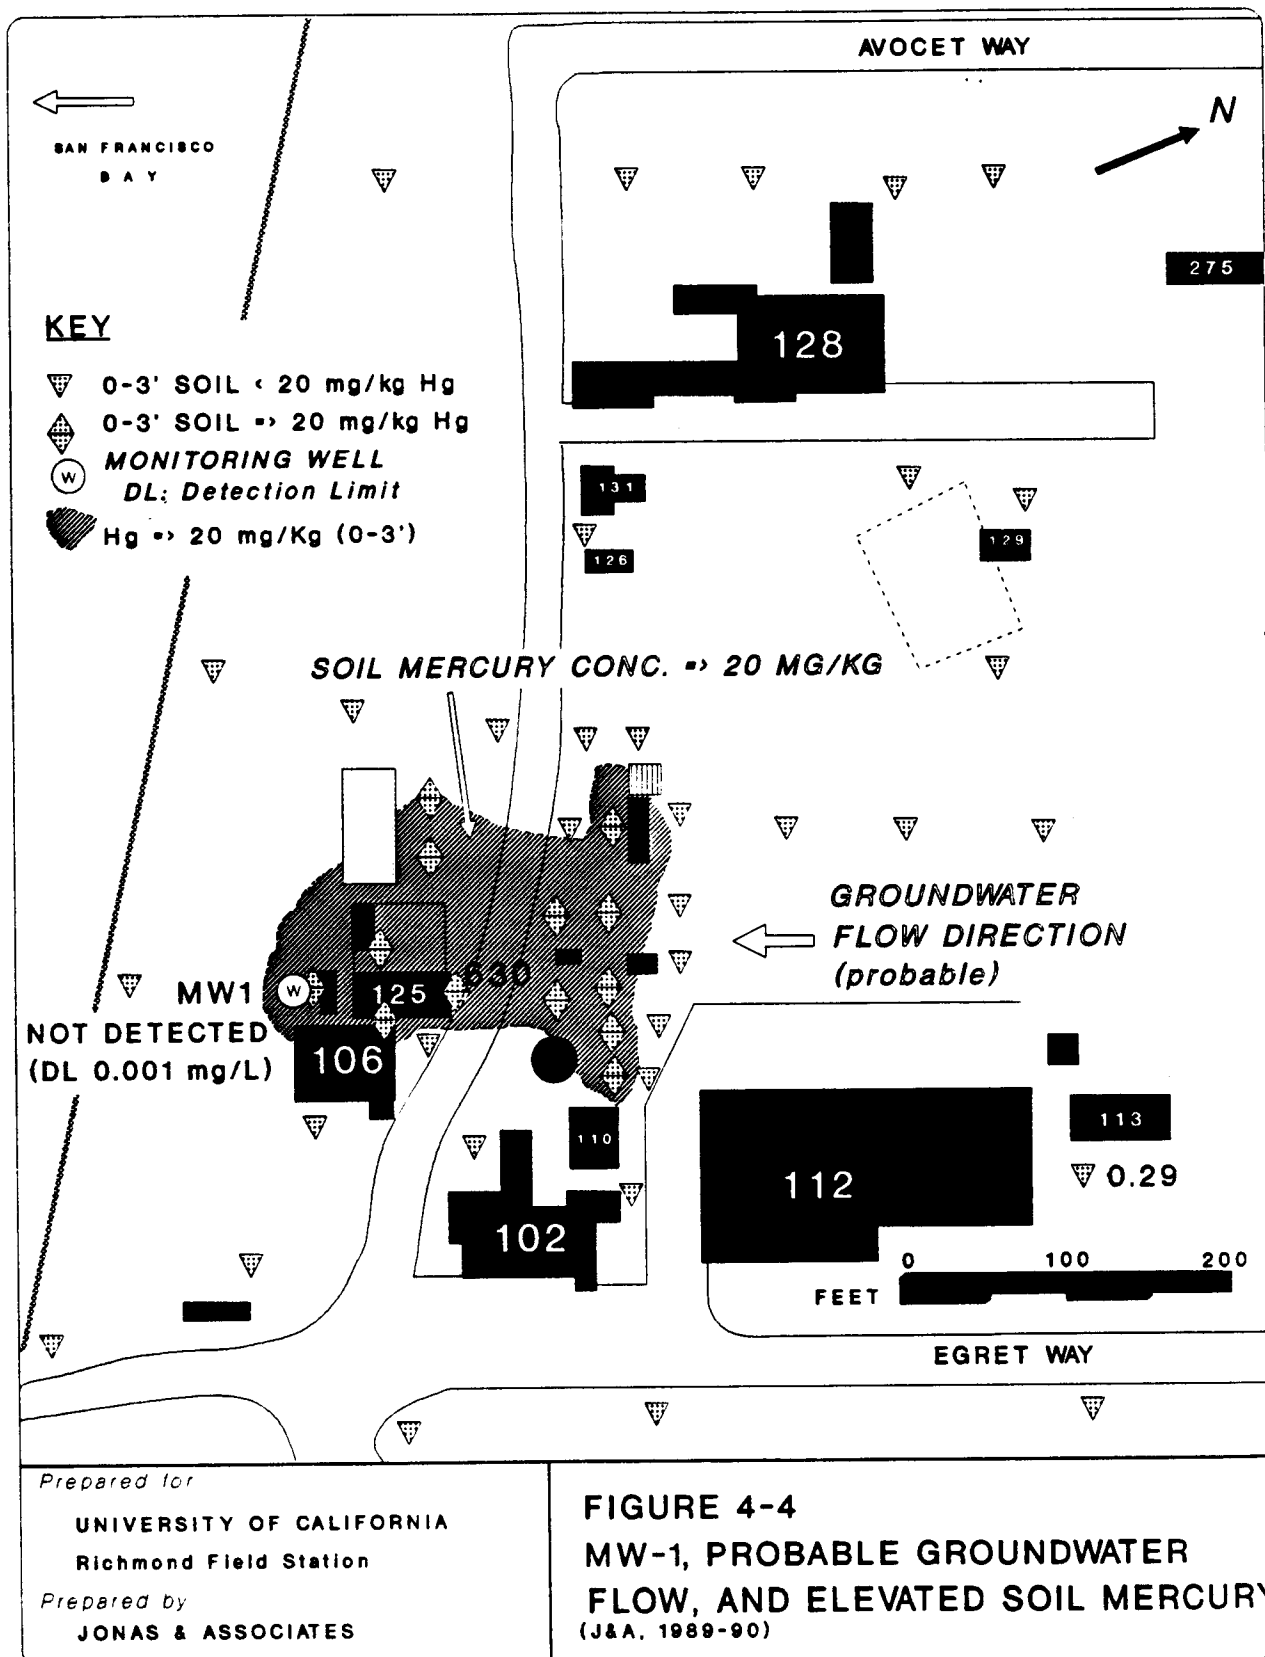 AVOCET WAY
N
SAN FRANCISCO
BAY
275
KEY
128
0-3' SOIL < 20 mg/kg Hg
0-3' SOIL => 20 mg/kg Hg
W MONITORING WELL
DL: Detection Limit
Hg => 20 mg/Kg (0-3')
131
126
129
SOIL MERCURY CONC. => 20 MG/KG
GROUNDWATER
FLOW DIRECTION
(probable)
630
MW1
W
125
NOT DETECTED
(DL 0.001 mg/L)
106
110
113
112
0.29
102
0 100 200
FEET
EGRET WAY
Prepared for
UNIVERSITY OF CALIFORNIA
Richmond Field Station
Prepared by
JONAS & ASSOCIATES
FIGURE 4-4
MW-1, PROBABLE GROUNDWATER
FLOW, AND ELEVATED SOIL MERCURY
(J&A, 1989-90)